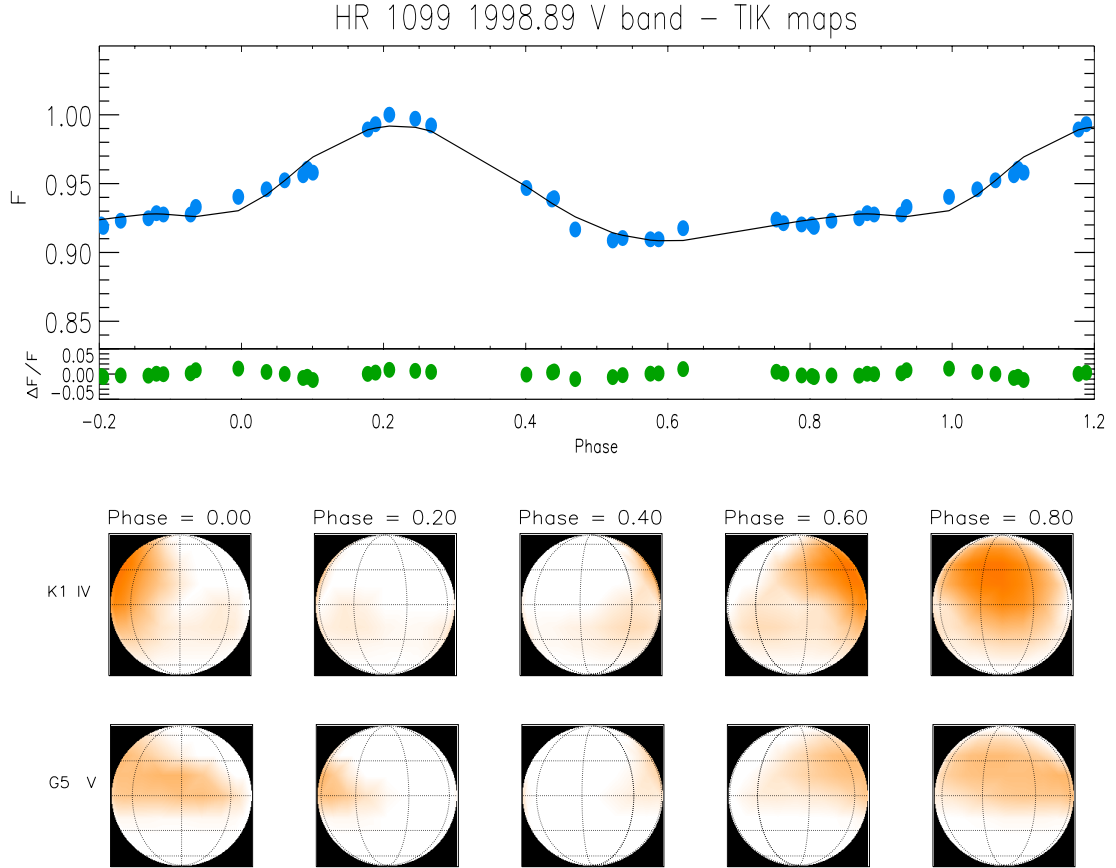 HR 1099 1998.89 V band - TIK maps
F
1.00
0.95
0.90
0.85
ΔF/F
0.05
0.00
-0.05
-0.2 0.0 0.2 0.4 0.6 0.8 1.0 1.2
Phase
Phase = 0.00 Phase = 0.20 Phase = 0.40 Phase = 0.60 Phase = 0.80
K1 IV
G5 V